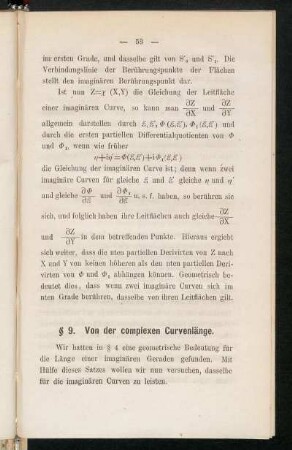 — 58 —
im ersten Grade, und dasselbe gilt von S'₁ und S'₂. Die
Verbindungslinie der Berührungspunkte der Flächen
stellt den imaginären Berührungspunkt dar.
Ist nun Z= (X,Y) die Gleichung der Leitfläche
einer imaginären Curve, so kann man ∂Z/∂X und ∂Z/∂Y
allgemein darstellen durch Ξ,Ξ', Φ (Ξ,Ξ'), Φ₁(Ξ,Ξ') und
durch die ersten partiellen Differentialquotienten von Φ
und Φ₁, wenn wie früher
η+iη'=Φ(Ξ,Ξ')+iΦ₁(Ξ,Ξ')
die Gleichung der imaginären Curve ist; denn wenn zwei
imaginäre Curven für gleiche Ξ und Ξ' gleiche η und η'
und gleiche ∂Φ/∂Ξ und ∂Φ₁/∂Ξ u. s. f. haben, so berühren sie
sich, und folglich haben ihre Leitflächen auch gleiche ∂Z/∂X
und ∂Z/∂Y in dem betreffenden Punkte. Hieraus ergiebt
sich weiter, dass die nten partiellen Derivirten von Z nach
X und Y von keinen höheren als den nten partiellen Deri-
virten von Φ und Φ₁ abhängen können. Geometrisch be-
deutet dies, dass wenn zwei imaginäre Curven sich im
nten Grade berühren, dasselbe von ihren Leitflächen gilt.
§ 9. Von der complexen Curvenlänge.
Wir hatten in § 4 eine geometrische Bedeutung für
die Länge einer imaginären Geraden gefunden. Mit
Hülfe dieses Satzes wollen wir nun versuchen, dasselbe
für die imaginären Curven zu leisten.